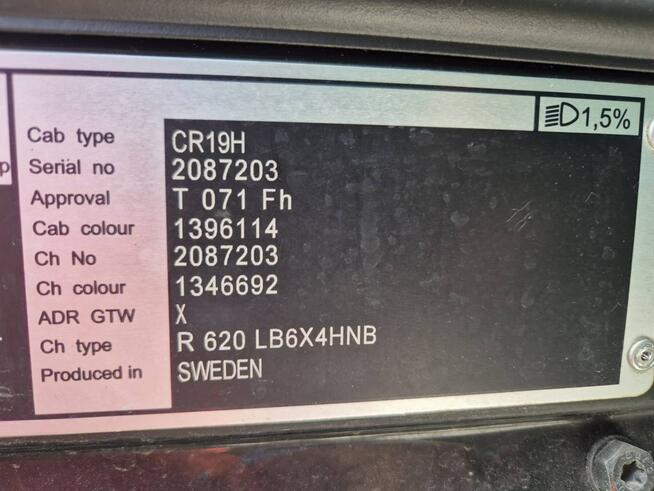 1,5%
Cab type CR19H
p Serial no 2087203
Approval T 071 Fh
Cab colour 1396114
Ch No 2087203
Ch colour 1346692
ADR GTW X
Ch type R 620 LB6X4HNB
Produced in SWEDEN